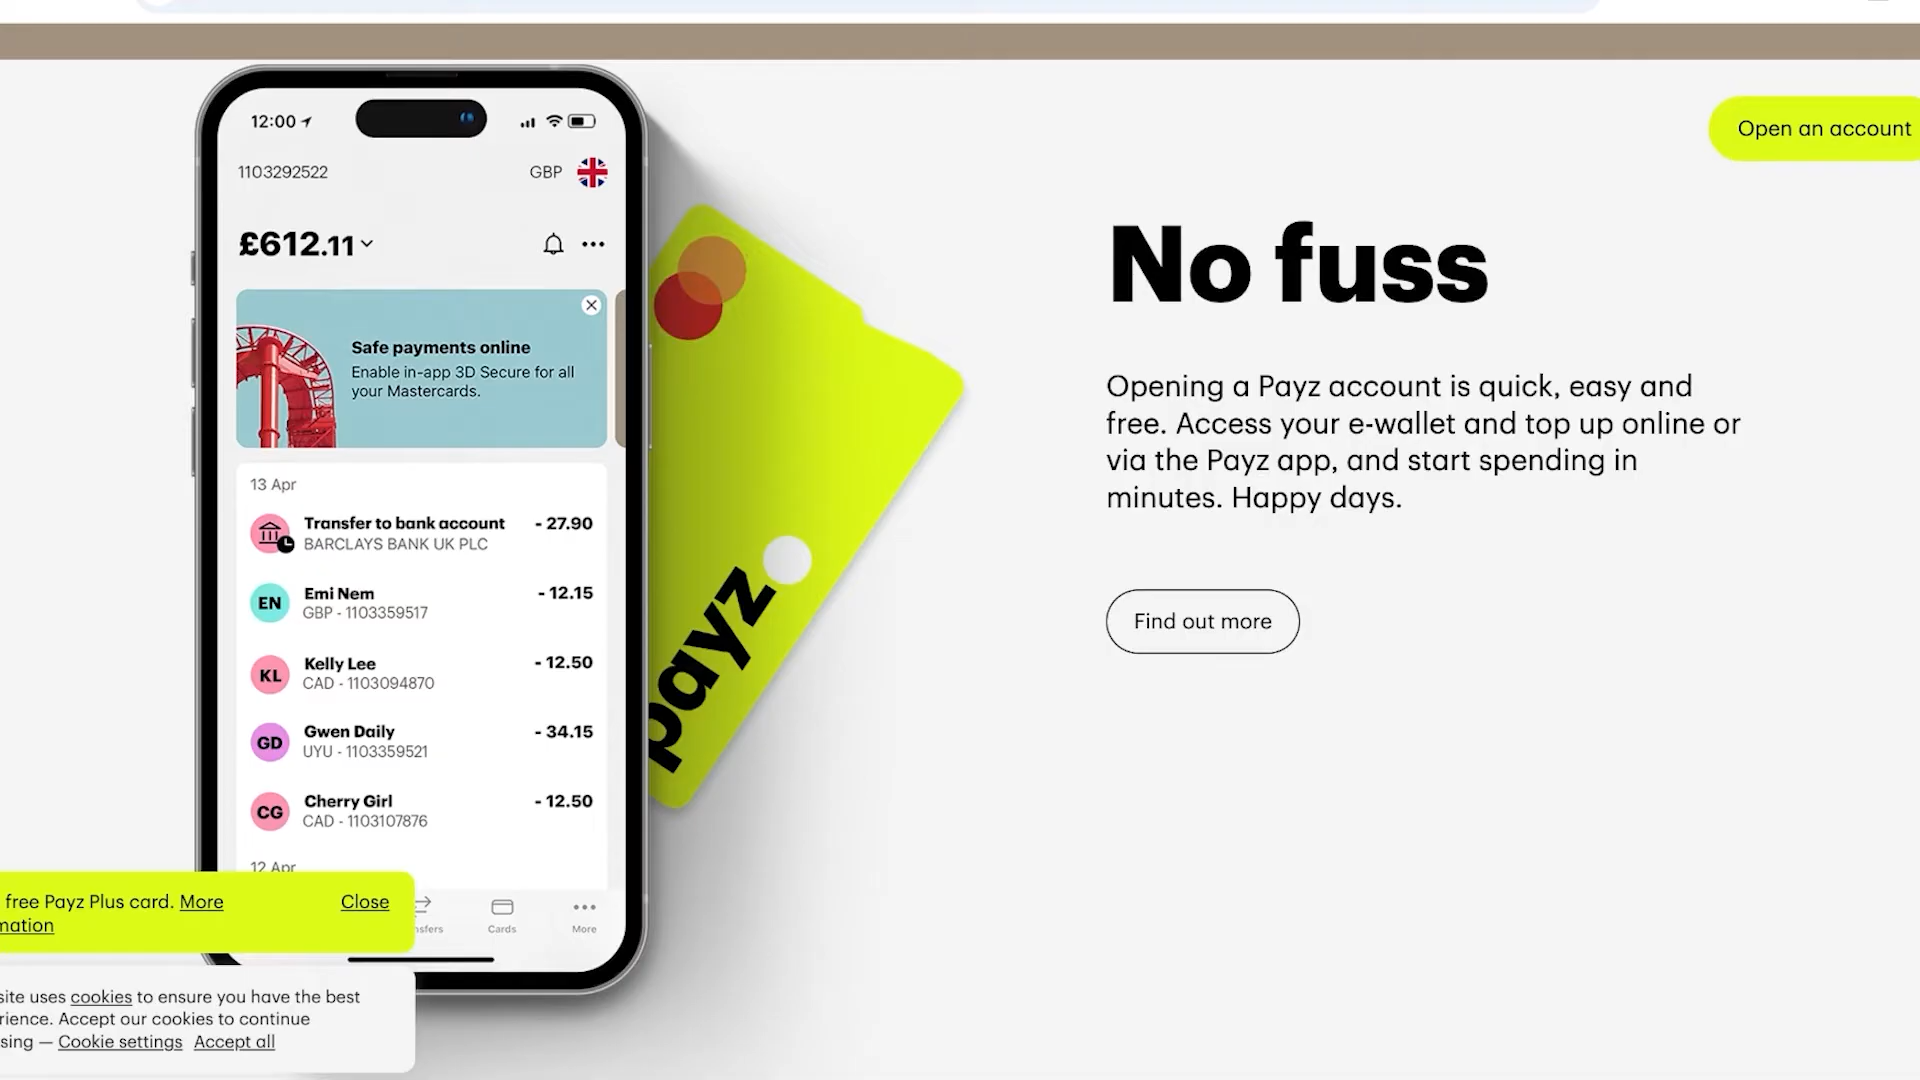 12:00
1103292522
GBP
£612.11
Safe payments online
Enable in-app 3D Secure for all
your Mastercards.
13 Apr
Transfer to bank account - 27.90
BARCLAYS BANK UK PLC
EN Emi Nem - 12.15
GBP - 1103359517
KL Kelly Lee - 12.50
CAD - 1103094870
GD Gwen Daily - 34.15
UYU - 1103359521
CG Cherry Girl - 12.50
CAD - 1103107876
12 Apr
nsfers
Cards
More
payz
free Payz Plus card. More
mation
Close
site uses cookies to ensure you have the best
rience. Accept our cookies to continue
sing — Cookie settings Accept all
Open an account
No fuss
Opening a Payz account is quick, easy and
free. Access your e-wallet and top up online or
via the Payz app, and start spending in
minutes. Happy days.
Find out more